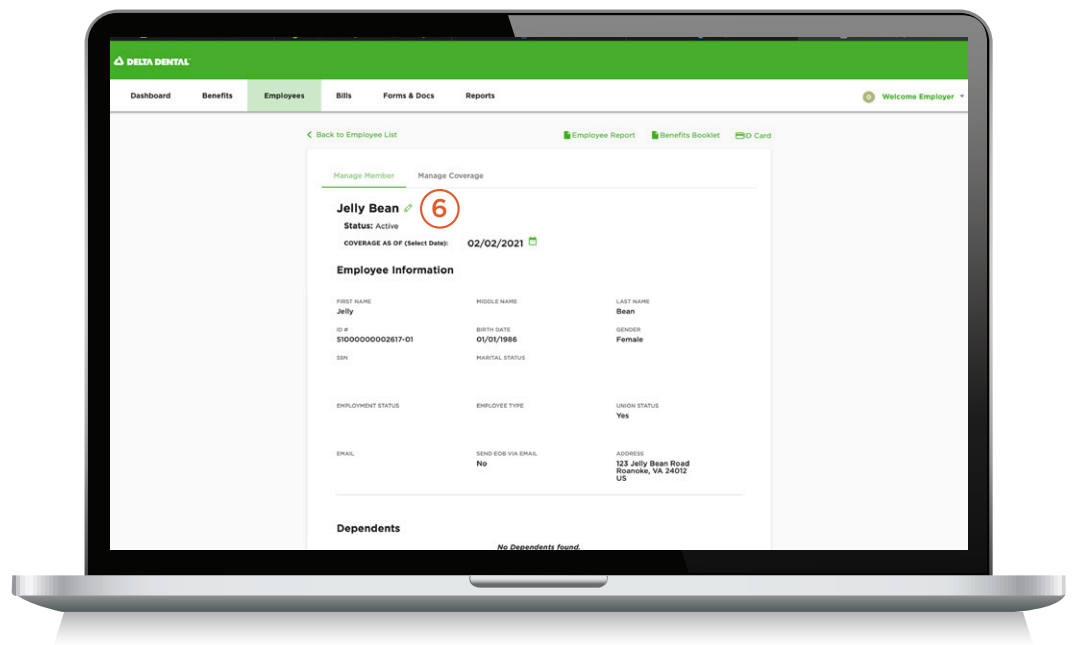 DELTA DENTAL
Dashboard Benefits Employees Bills Forms & Docs Reports Welcome Employer
Back to Employee List Employee Report Benefits Booklet ID Card
Manage Member Manage Coverage
Jelly Bean 6
Status: Active
COVERAGE AS OF (Select Date): 02/02/2021
Employee Information
FIRST NAME MIDDLE NAME LAST NAME
Jelly Bean
ID # BIRTH DATE GENDER
S1000000002617-01 01/01/1986 Female
SSN MARITAL STATUS
EMPLOYMENT STATUS EMPLOYEE TYPE UNION STATUS
Yes
EMAIL SEND EOB VIA EMAIL ADDRESS
No 123 Jelly Bean Road
Roanoke, VA 24012
US
Dependents
No Dependents found.